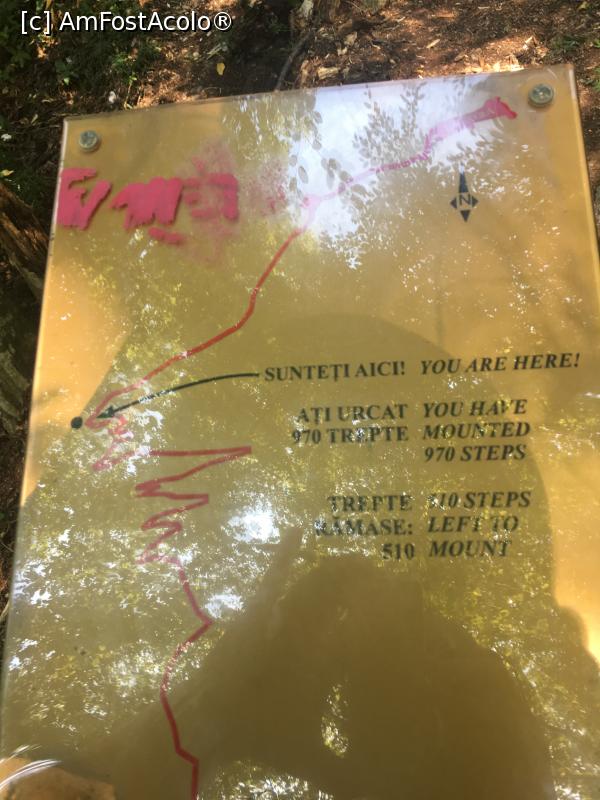 [c] AmFostAcolo®
N
SUNTEȚI AICI! YOU ARE HERE!
AȚI URCAT YOU HAVE
970 TREPTE MOUNTED
970 STEPS
TREPTE 510 STEPS
RĂMASE: LEFT TO
510 MOUNT